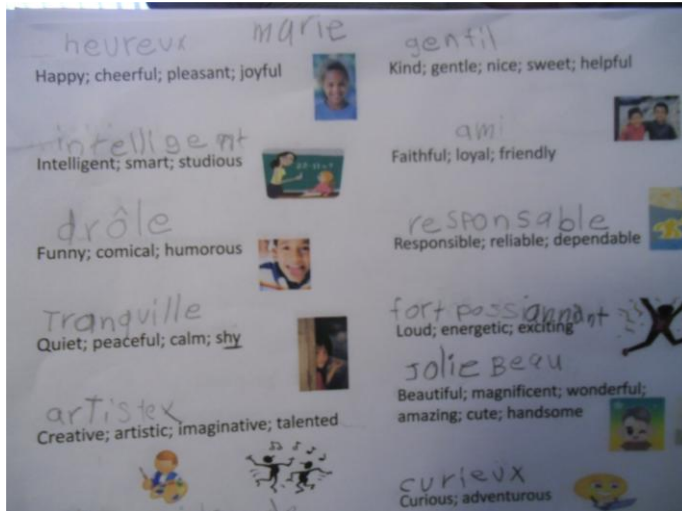 heureux marie
Happy; cheerful; pleasant; joyful
intelligent
Intelligent; smart; studious
drôle
Funny; comical; humorous
Tranqville
Quiet; peaceful; calm; shy
arTistex
Creative; artistic; imaginative; talented
gentil
Kind; gentle; nice; sweet; helpful
ami
Faithful; loyal; friendly
responsable
Responsible; reliable; dependable
fort possiannant
Loud; energetic; exciting
Jolie Beau
Beautiful; magnificent; wonderful;
amazing; cute; handsome
curieux
Curious; adventurous